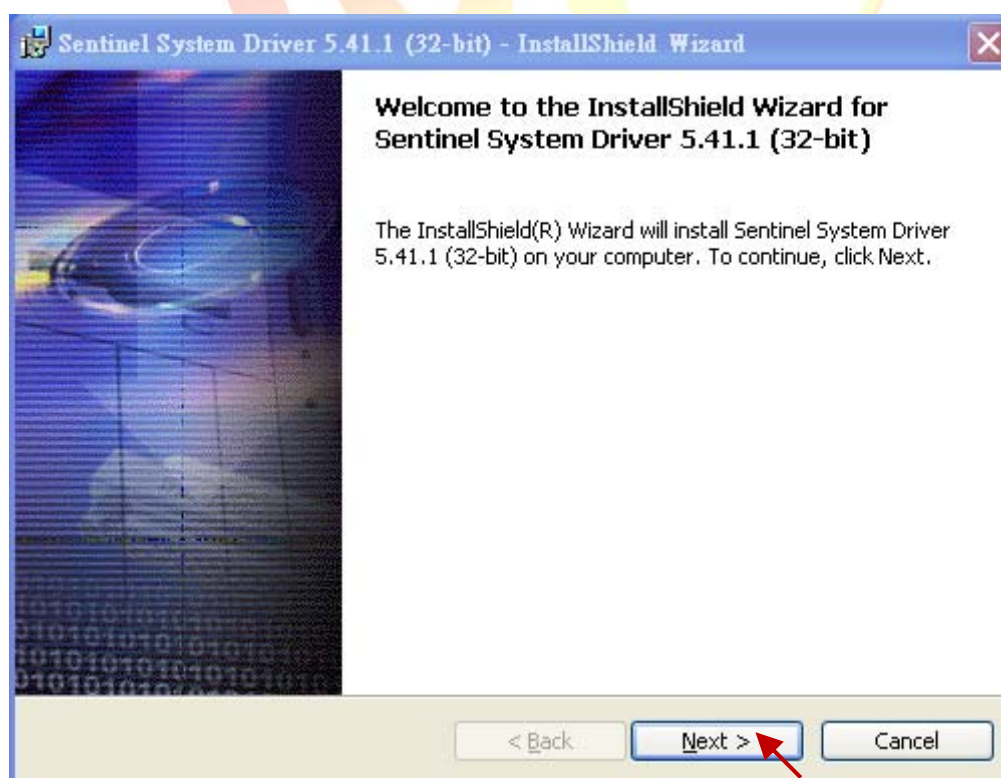 Sentinel System Driver 5.41.1 (32-bit) - InstallShield Wizard
Welcome to the InstallShield Wizard for
Sentinel System Driver 5.41.1 (32-bit)
The InstallShield(R) Wizard will install Sentinel System Driver
5.41.1 (32-bit) on your computer. To continue, click Next.
< Back
Next >
Cancel